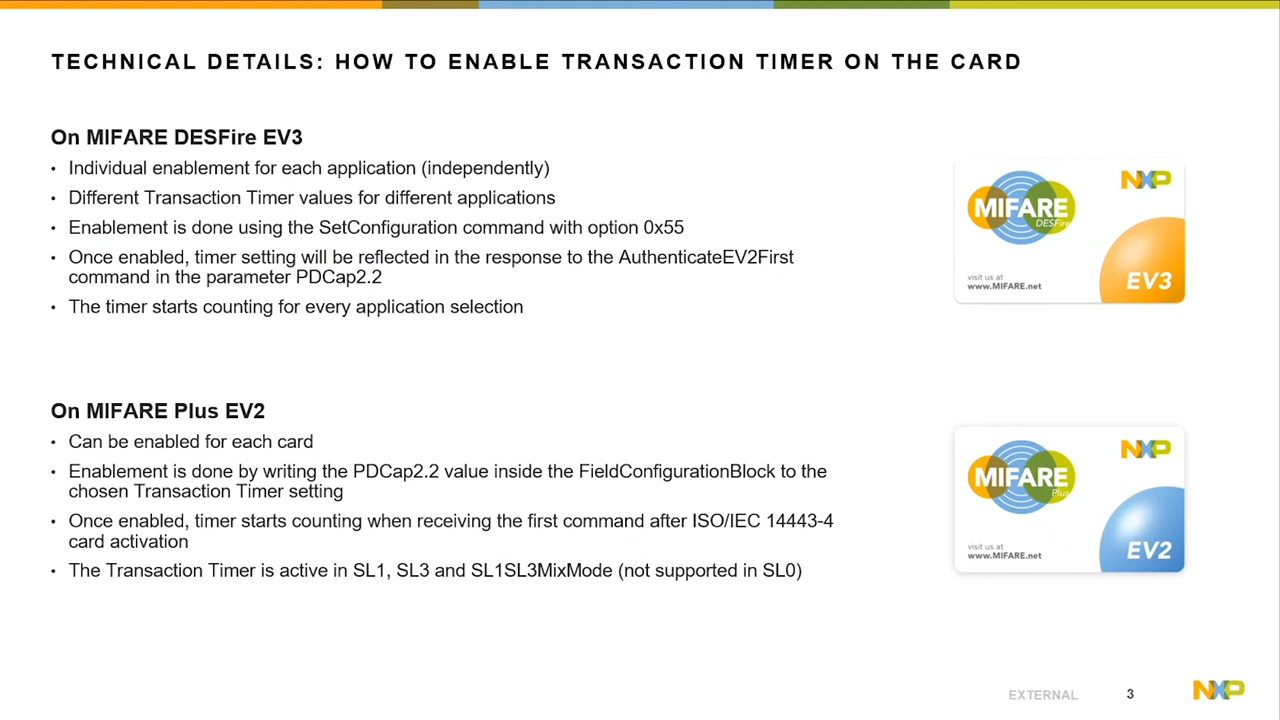 TECHNICAL DETAILS: HOW TO ENABLE TRANSACTION TIMER ON THE CARD
On MIFARE DESFire EV3
• Individual enablement for each application (independently)
• Different Transaction Timer values for different applications
• Enablement is done using the SetConfiguration command with option 0x55
• Once enabled, timer setting will be reflected in the response to the AuthenticateEV2First
command in the parameter PDCap2.2
• The timer starts counting for every application selection
NXP
MIFARE
DESFire
visit us at
www.MIFARE.net
EV3
On MIFARE Plus EV2
• Can be enabled for each card
• Enablement is done by writing the PDCap2.2 value inside the FieldConfigurationBlock to the
chosen Transaction Timer setting
• Once enabled, timer starts counting when receiving the first command after ISO/IEC 14443-4
card activation
• The Transaction Timer is active in SL1, SL3 and SL1SL3MixMode (not supported in SL0)
NXP
MIFARE
Plus
visit us at
www.MIFARE.net
EV2
EXTERNAL
3
NXP